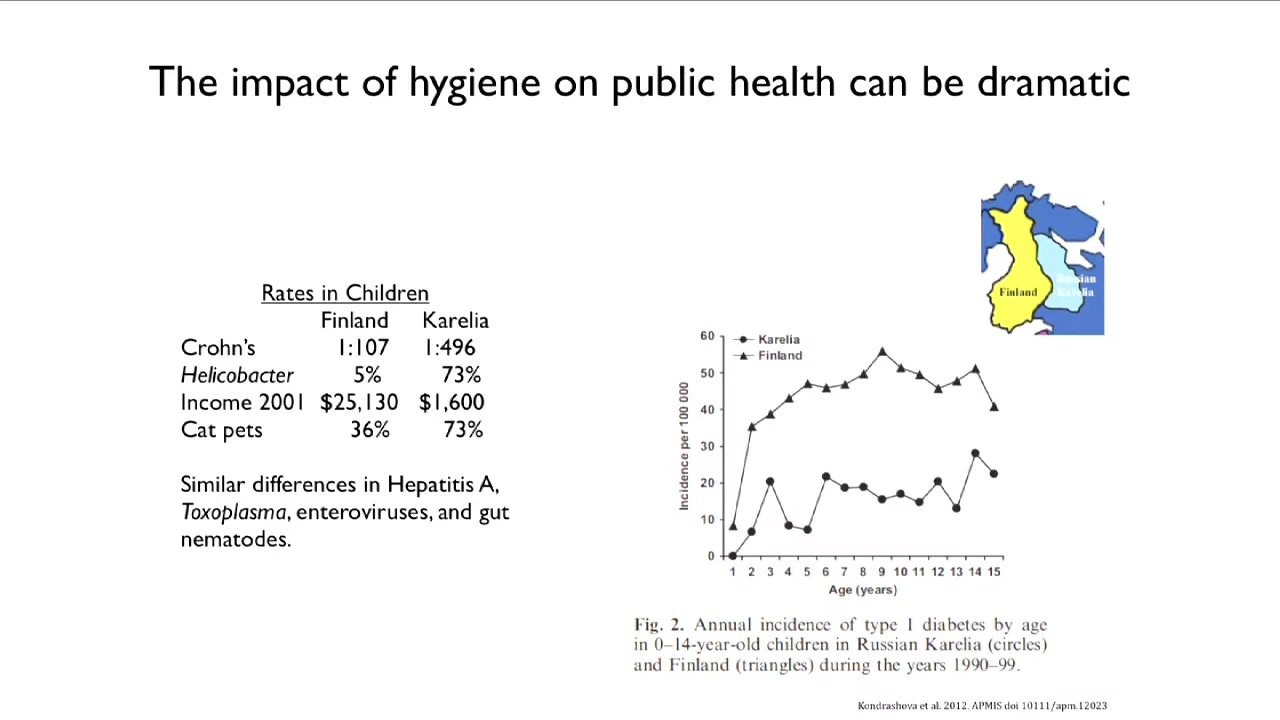 The impact of hygiene on public health can be dramatic
Rates in Children
Finland Karelia
Crohn's 1:107 1:496
Helicobacter 5% 73%
Income 2001 $25,130 $1,600
Cat pets 36% 73%
Similar differences in Hepatitis A,
Toxoplasma, enteroviruses, and gut
nematodes.
Finland
Russian
Karelia
Karelia
Finland
Incidence per 100 000
60
50
40
30
20
10
0
1 2 3 4 5 6 7 8 9 10 11 12 13 14 15
Age (years)
Fig. 2. Annual incidence of type 1 diabetes by age
in 0–14-year-old children in Russian Karelia (circles)
and Finland (triangles) during the years 1990–99.
Kondrashova et al. 2012. APMIS doi 10111/apm.12023